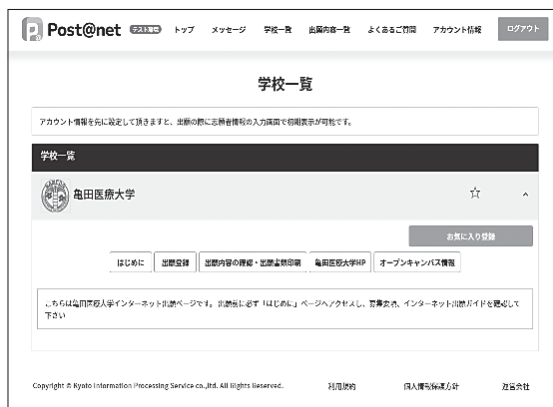 Post@net テスト環境 トップ メッセージ 学校一覧 出願内容一覧 よくあるご質問 アカウント情報 ログアウト
学校一覧
アカウント情報を先に設定して頂きますと、出願の際に志願者情報の入力画面で初期表示が可能です。
学校一覧
亀田医療大学
お気に入り登録
はじめに 出願登録 出願内容の確認・出願書類印刷 亀田医療大学HP オープンキャンパス情報
こちらは亀田医療大学インターネット出願ページです。出願前に必ず「はじめに」ページへアクセスし、募集要項、インターネット出願ガイドを確認して
下さい
Copyright © Kyoto Information Processing Service co.,ltd. All Rights Reserved. 利用規約 個人情報保護方針 運営会社